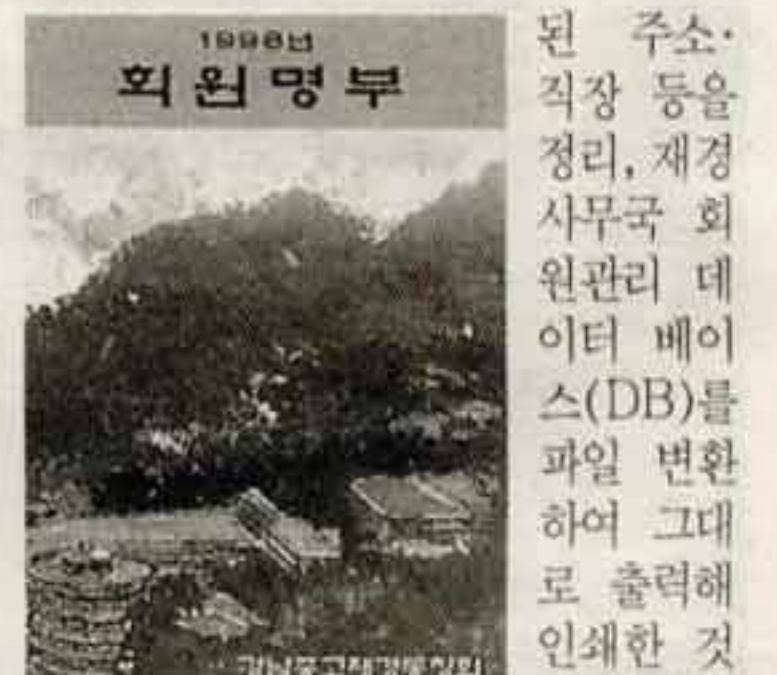 1998년
회원명부
된 주소·
직장 등을
정리, 재경
사무국 회
원관리 데
이터 베이
스(DB)를
파일 변환
하여 그대
로 출력해
인쇄한 것